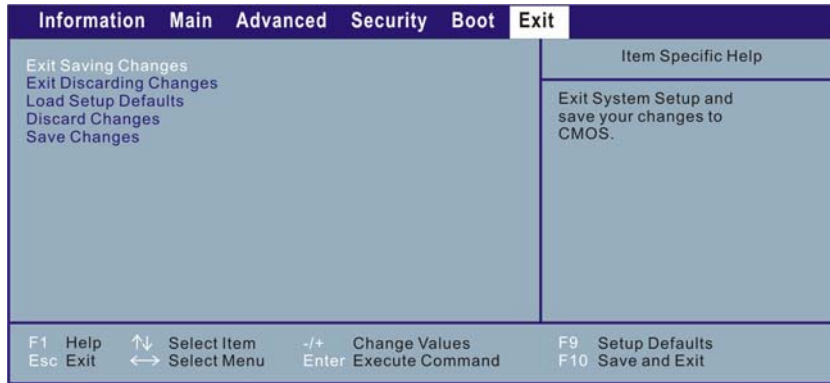 Information Main Advanced Security Boot Exit
Exit Saving Changes
Exit Discarding Changes
Load Setup Defaults
Discard Changes
Save Changes
Item Specific Help
Exit System Setup and
save your changes to
CMOS.
F1 Help ↑↓ Select Item -/+ Change Values F9 Setup Defaults
Esc Exit ←→ Select Menu Enter Execute Command F10 Save and Exit